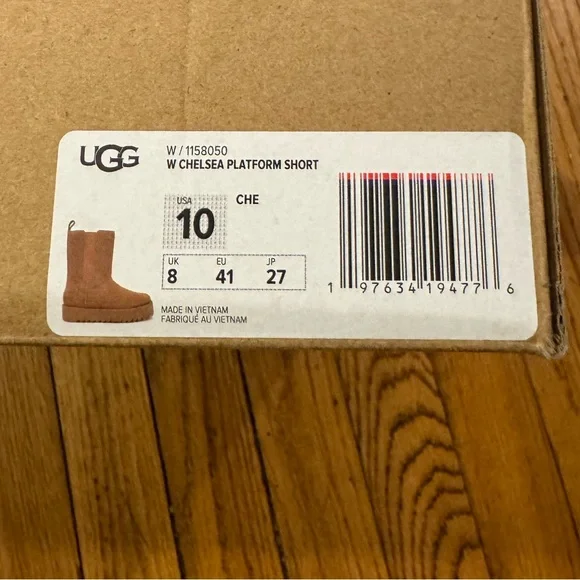 UGG
W / 1158050
W CHELSEA PLATFORM SHORT
USA
10
CHE
UK EU JP
8 41 27
MADE IN VIETNAM
FABRIQUÉ AU VIETNAM
1 97634 19477 6